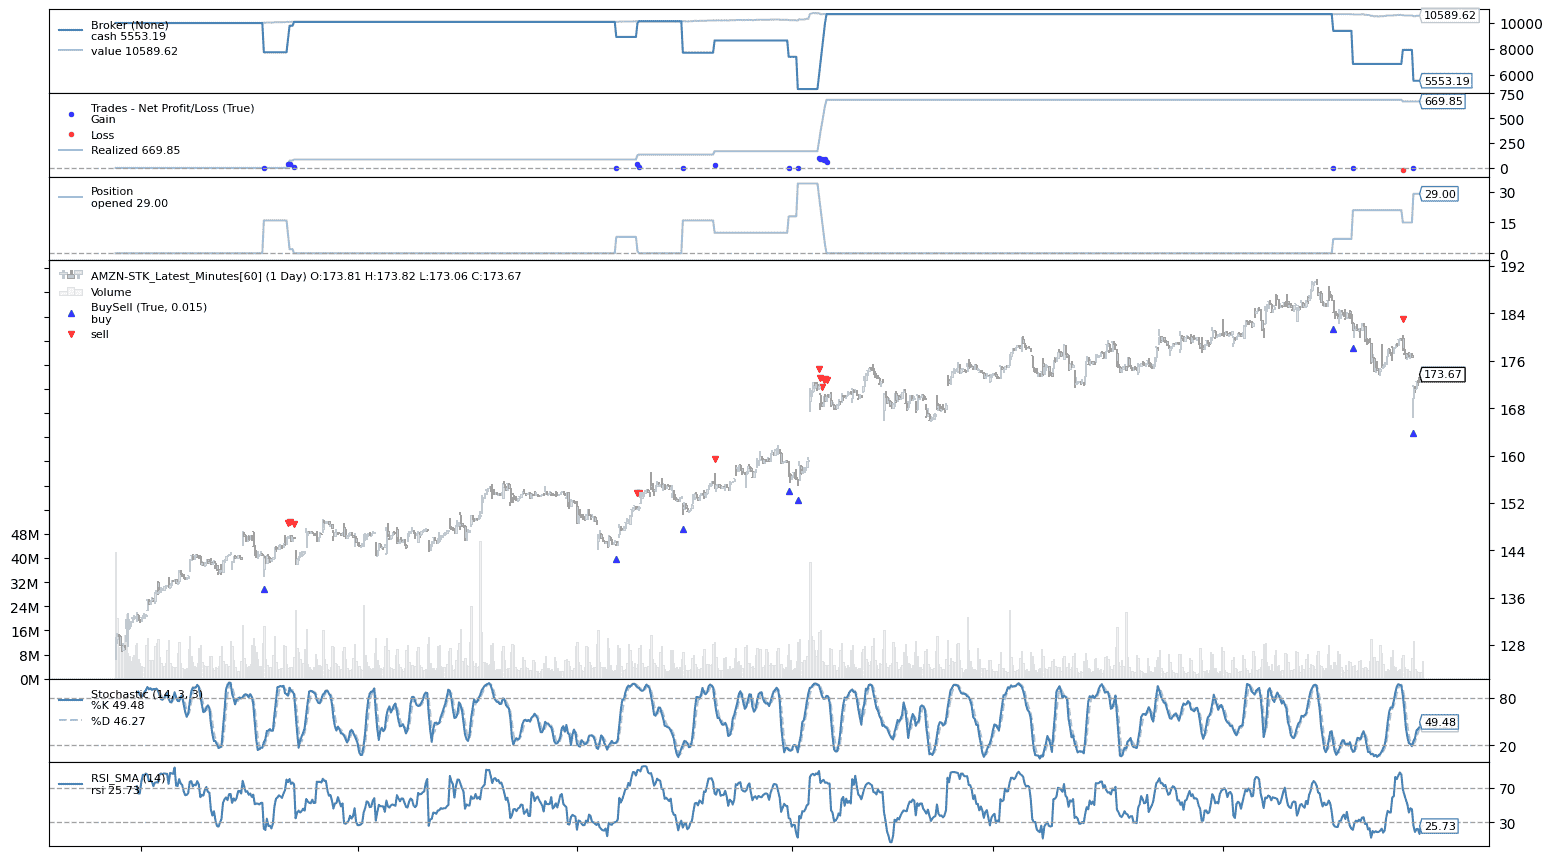 Broker (None)
cash 5553.19
value 10589.62
10589.62
10000
8000
6000
5553.19
Trades - Net Profit/Loss (True)
Gain
Loss
Realized 669.85
750
669.85
500
250
0
Position
opened 29.00
30
29.00
15
0
AMZN-STK_Latest_Minutes[60] (1 Day) O:173.81 H:173.82 L:173.06 C:173.67
Volume
BuySell (True, 0.015)
buy
sell
192
184
176
173.67
168
160
152
144
136
128
48M
40M
32M
24M
16M
8M
0M
Stochastic (14, 3, 3)
%K 49.48
%D 46.27
80
49.48
20
RSI_SMA (14)
rsi 25.73
70
30
25.73